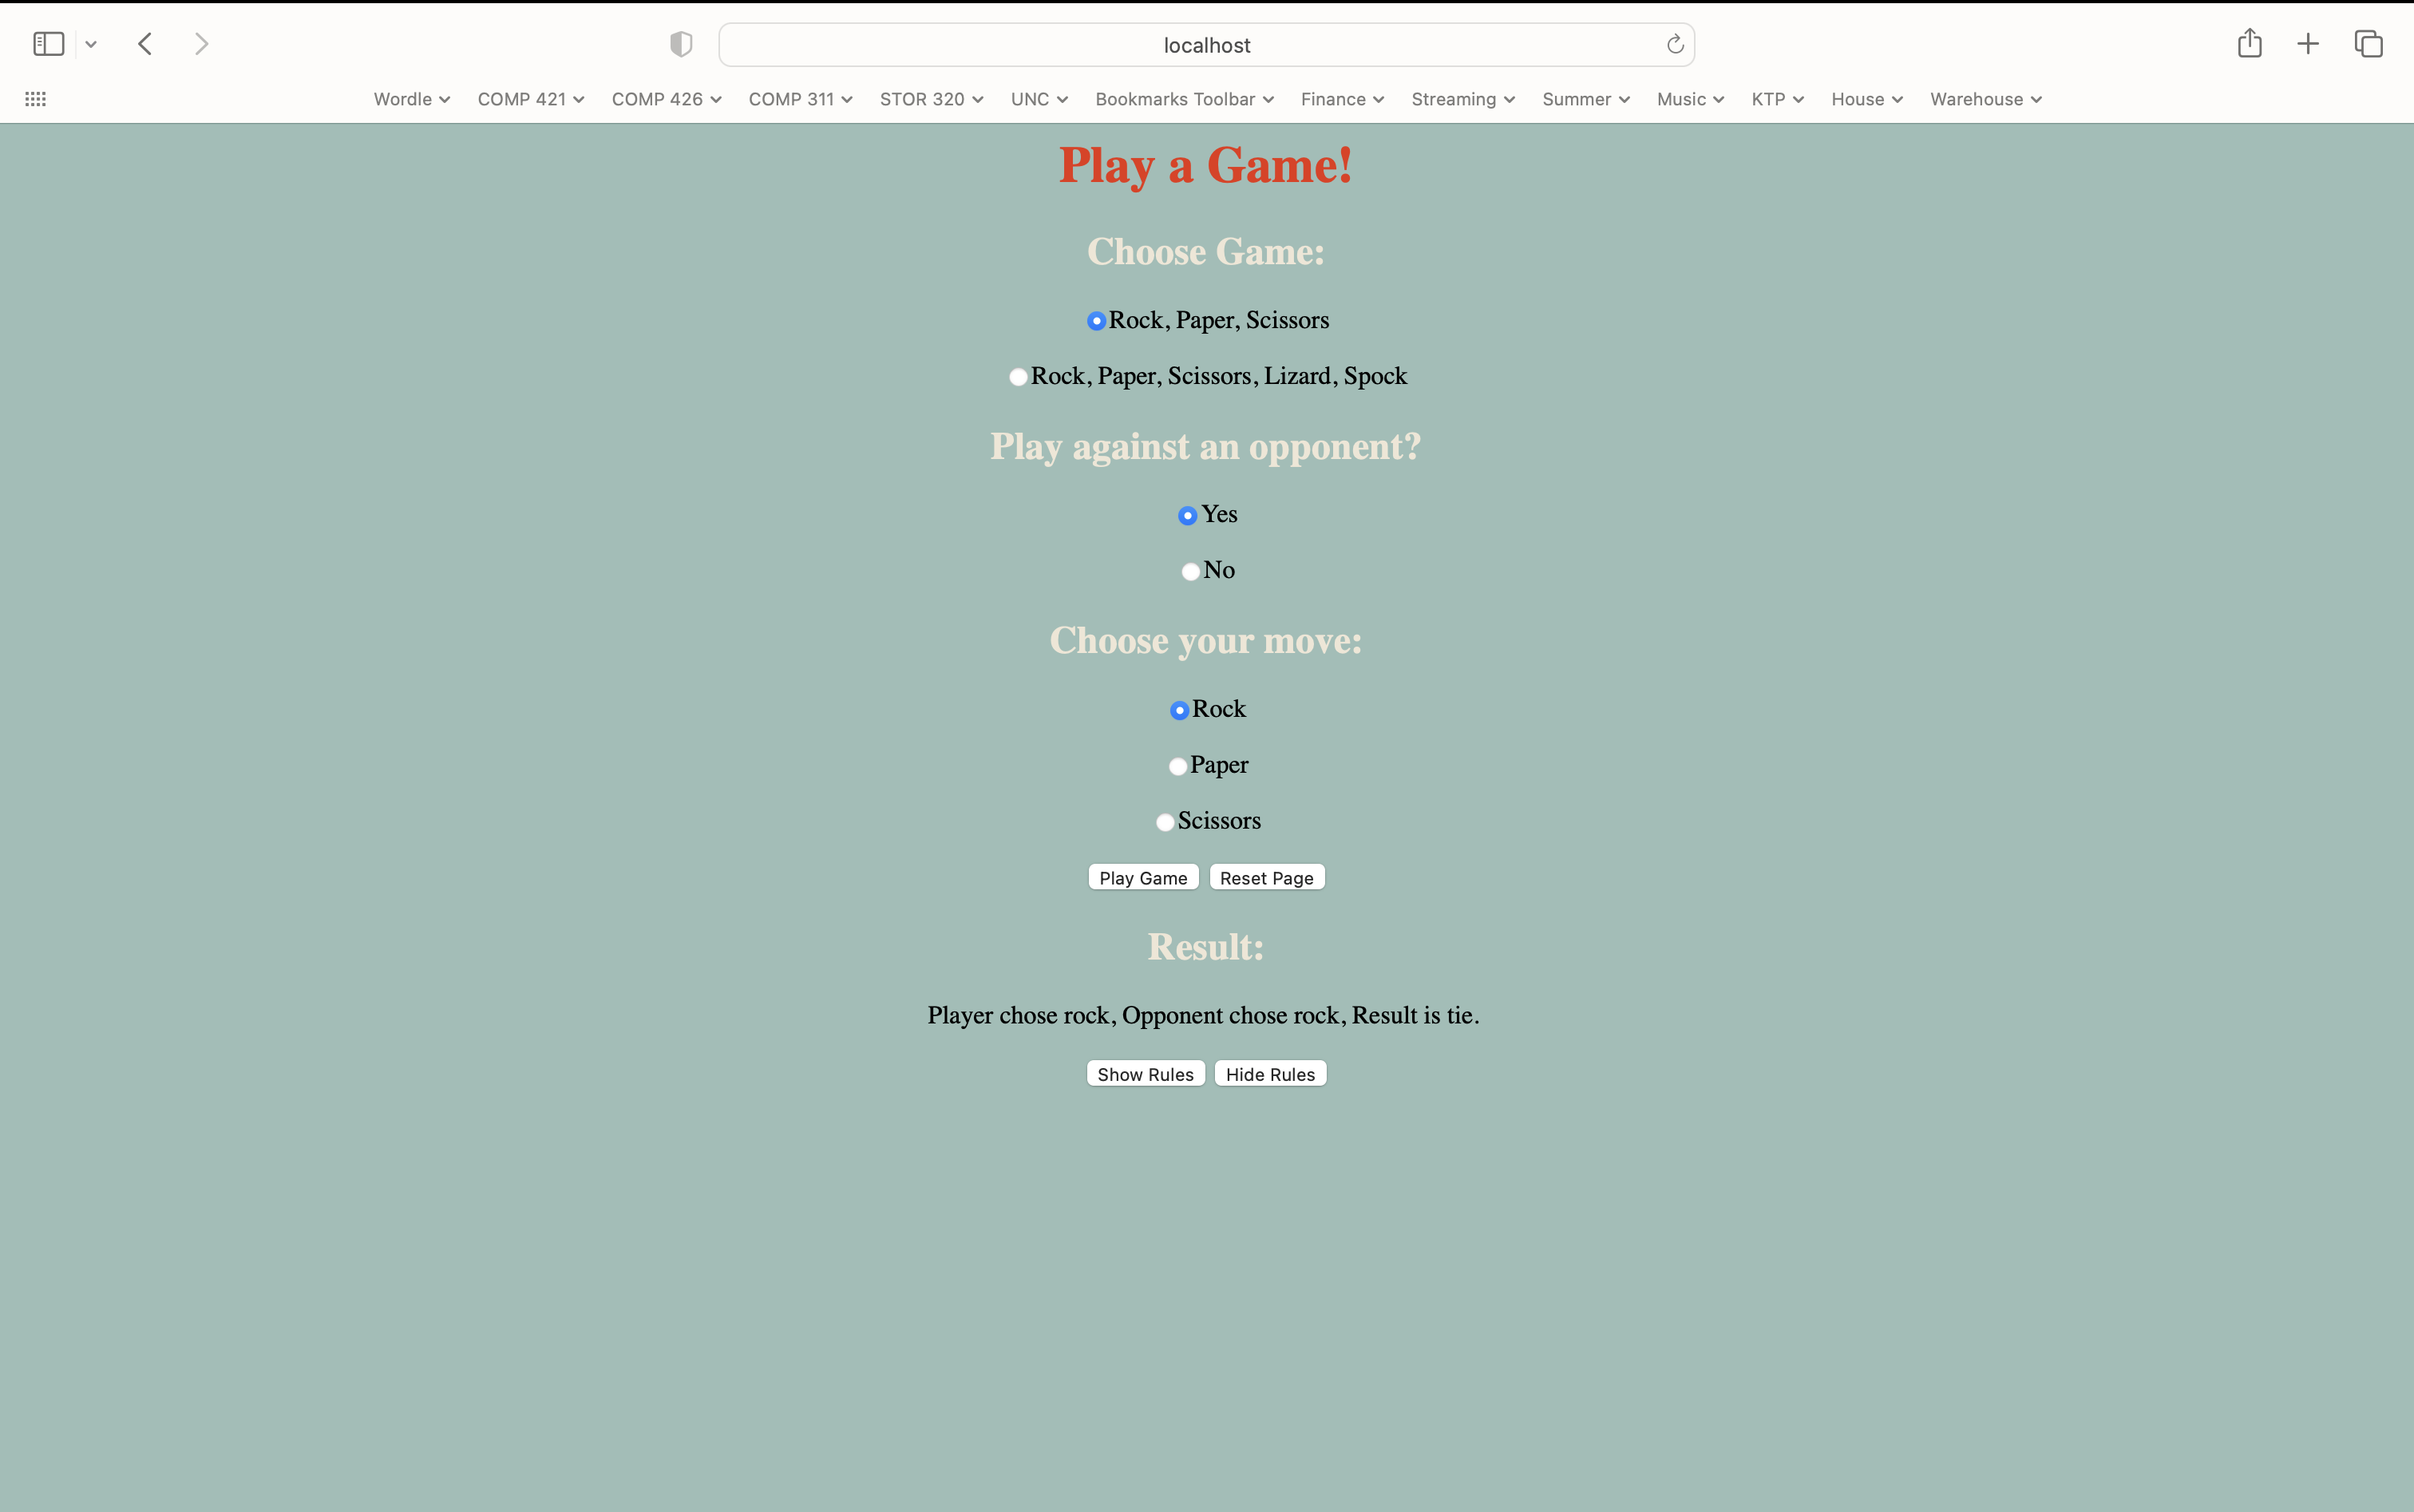 localhost
Wordle COMP 421 COMP 426 COMP 311 STOR 320 UNC Bookmarks Toolbar Finance Streaming Summer Music KTP House Warehouse
Play a Game!
Choose Game:
Rock, Paper, Scissors
Rock, Paper, Scissors, Lizard, Spock
Play against an opponent?
Yes
No
Choose your move:
Rock
Paper
Scissors
Play Game Reset Page
Result:
Player chose rock, Opponent chose rock, Result is tie.
Show Rules Hide Rules